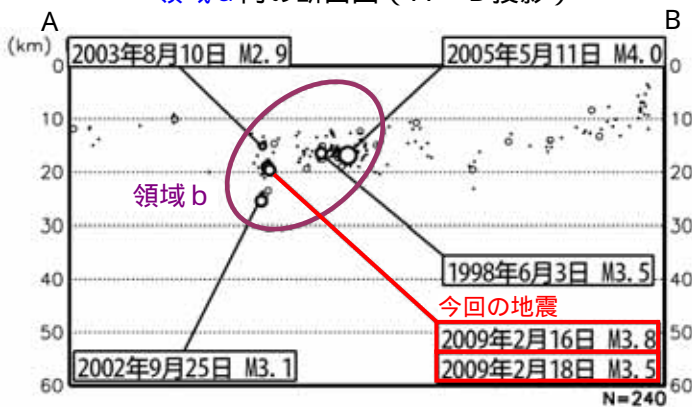 A
B
(km)
2003年8月10日 M2.9
2005年5月11日 M4.0
0
0
10
10
20
20
30
30
40
40
50
50
60
60
領域b
1998年6月3日 M3.5
今回の地震
2009年2月16日 M3.8
2009年2月18日 M3.5
2002年9月25日 M3.1
N=240